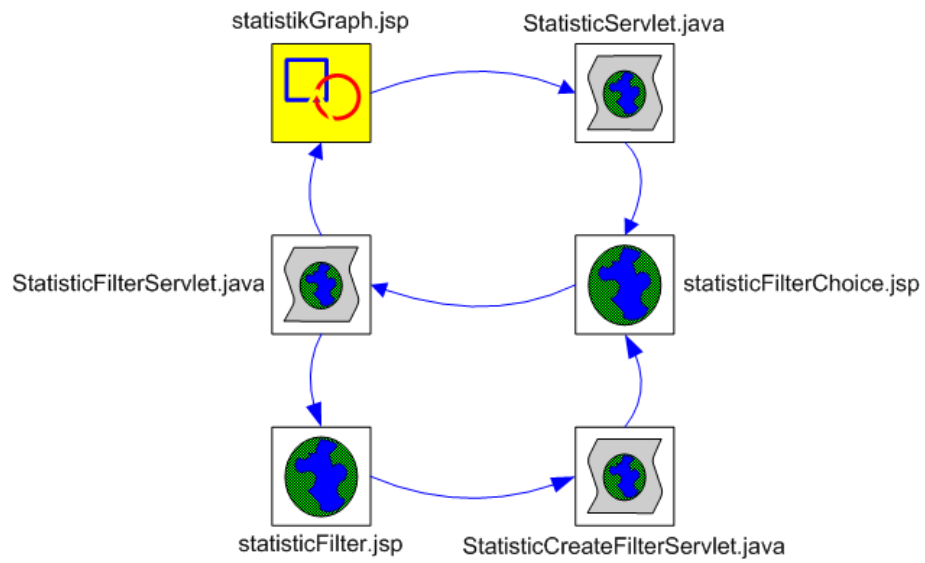 statistikGraph.jsp
StatisticServlet.java
StatisticFilterServlet.java
statisticFilterChoice.jsp
statisticFilter.jsp
StatisticCreateFilterServlet.java